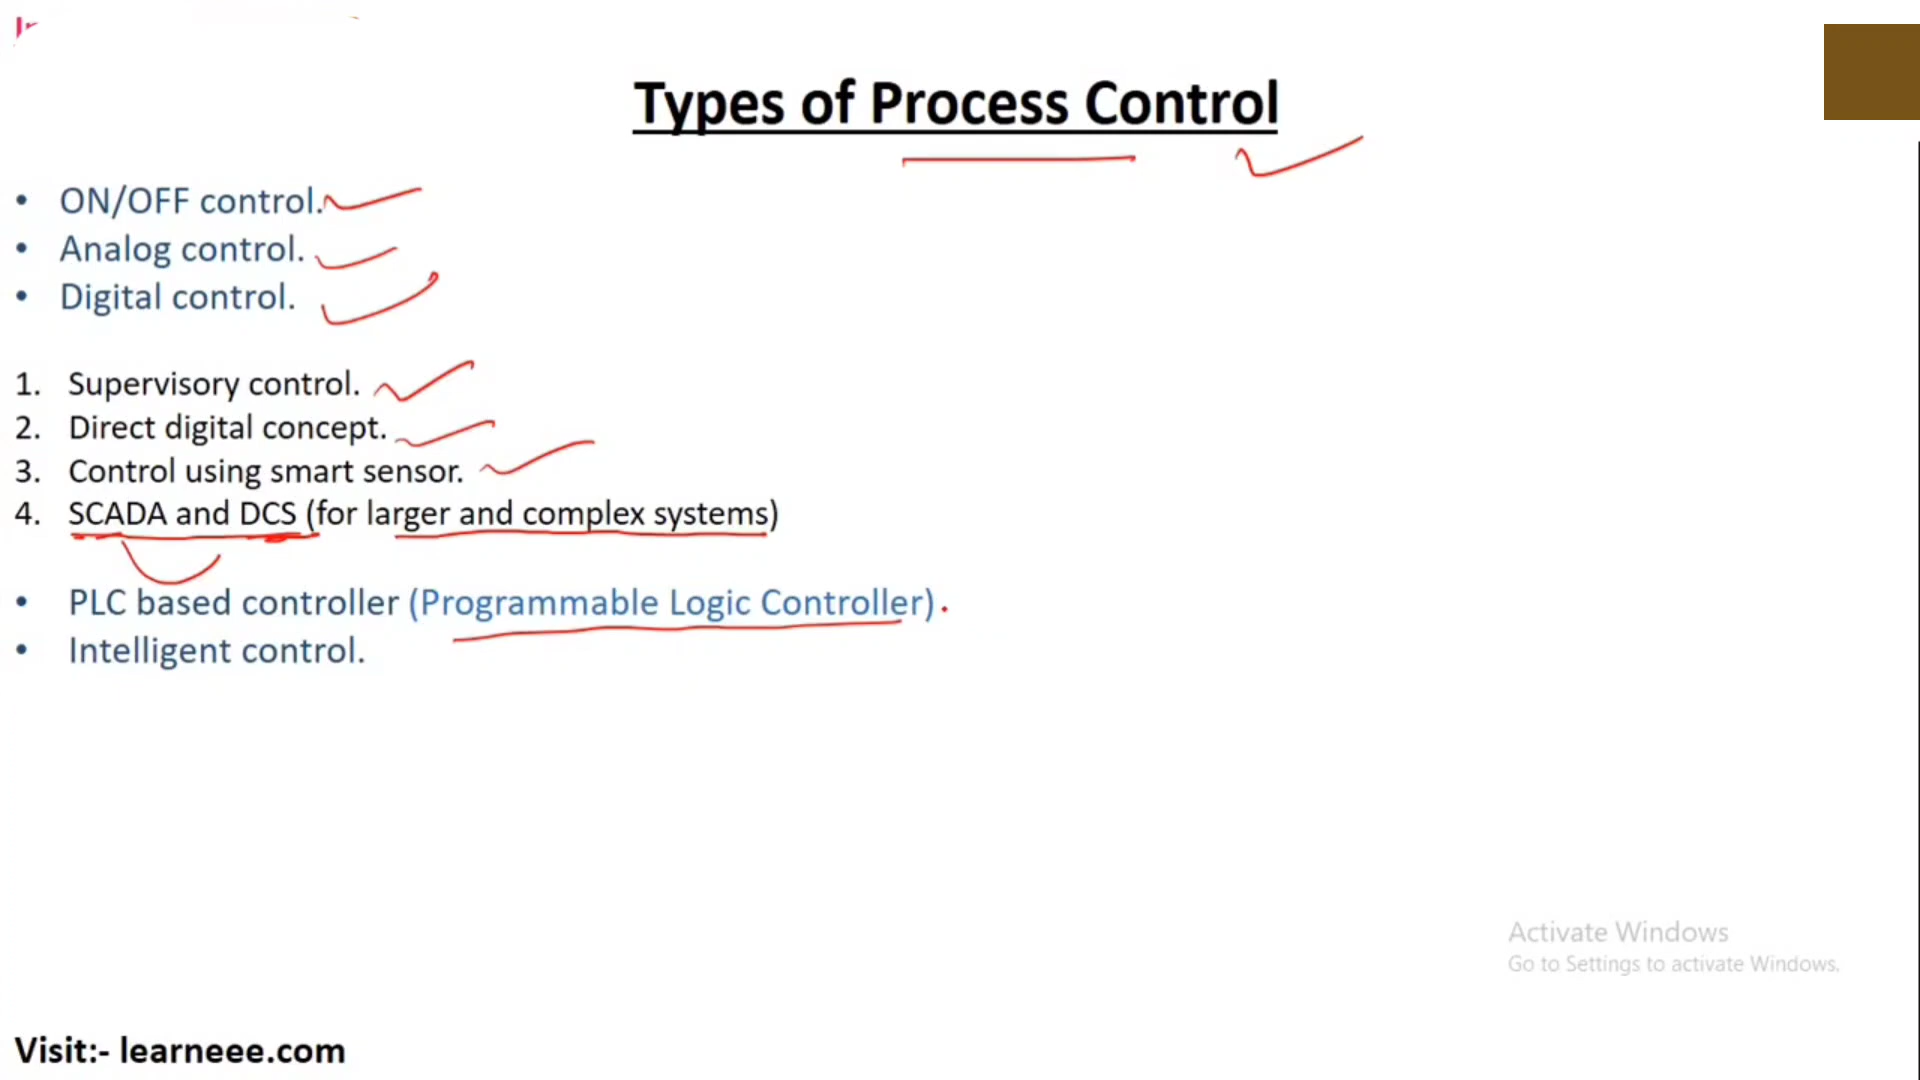 Types of Process Control
• ON/OFF control.
• Analog control.
• Digital control.
1. Supervisory control.
2. Direct digital concept.
3. Control using smart sensor.
4. SCADA and DCS (for larger and complex systems)
• PLC based controller (Programmable Logic Controller)
• Intelligent control.
Activate Windows
Go to Settings to activate Windows.
Visit:- learneee.com